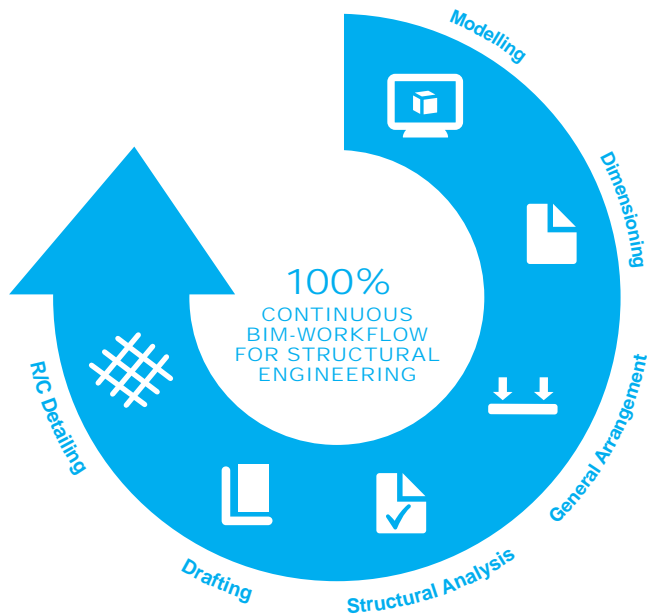 Modelling
Dimensioning
General Arrangement
Structural Analysis
Drafting
R/C Detailing
100%
CONTINUOUS
BIM-WORKFLOW
FOR STRUCTURAL
ENGINEERING